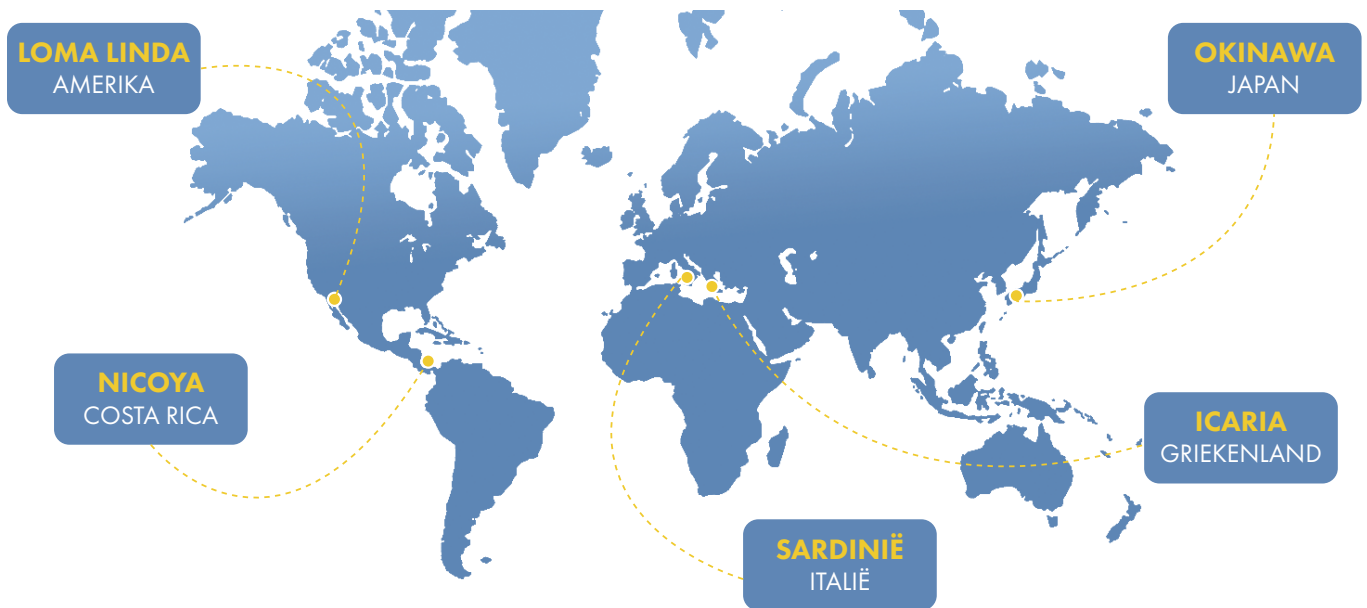 LOMA LINDA
AMERIKA
OKINAWA
JAPAN
NICOYA
COSTA RICA
ICARIA
GRIEKENLAND
SARDINIË
ITALIË